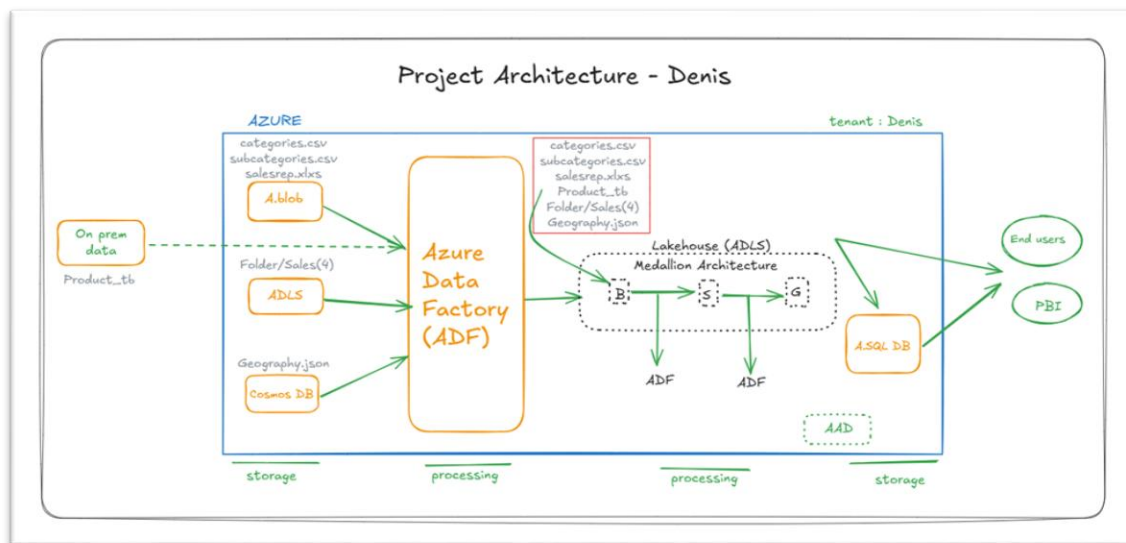 Project Architecture - Denis
AZURE
tenant : Denis
categories.csv
subcategories.csv
salesrep.xlxs
A.blob
On prem
data
Product_tb
Folder/Sales(4)
ADLS
Geography.json
Cosmos DB
Azure
Data
Factory
(ADF)
categories.csv
subcategories.csv
salesrep.xlxs
Product_tb
Folder/Sales(4)
Geography.json
Lakehouse (ADLS)
Medallion Architecture
B
S
G
ADF
ADF
A.SQL DB
AAD
End users
PBI
storage
processing
processing
storage